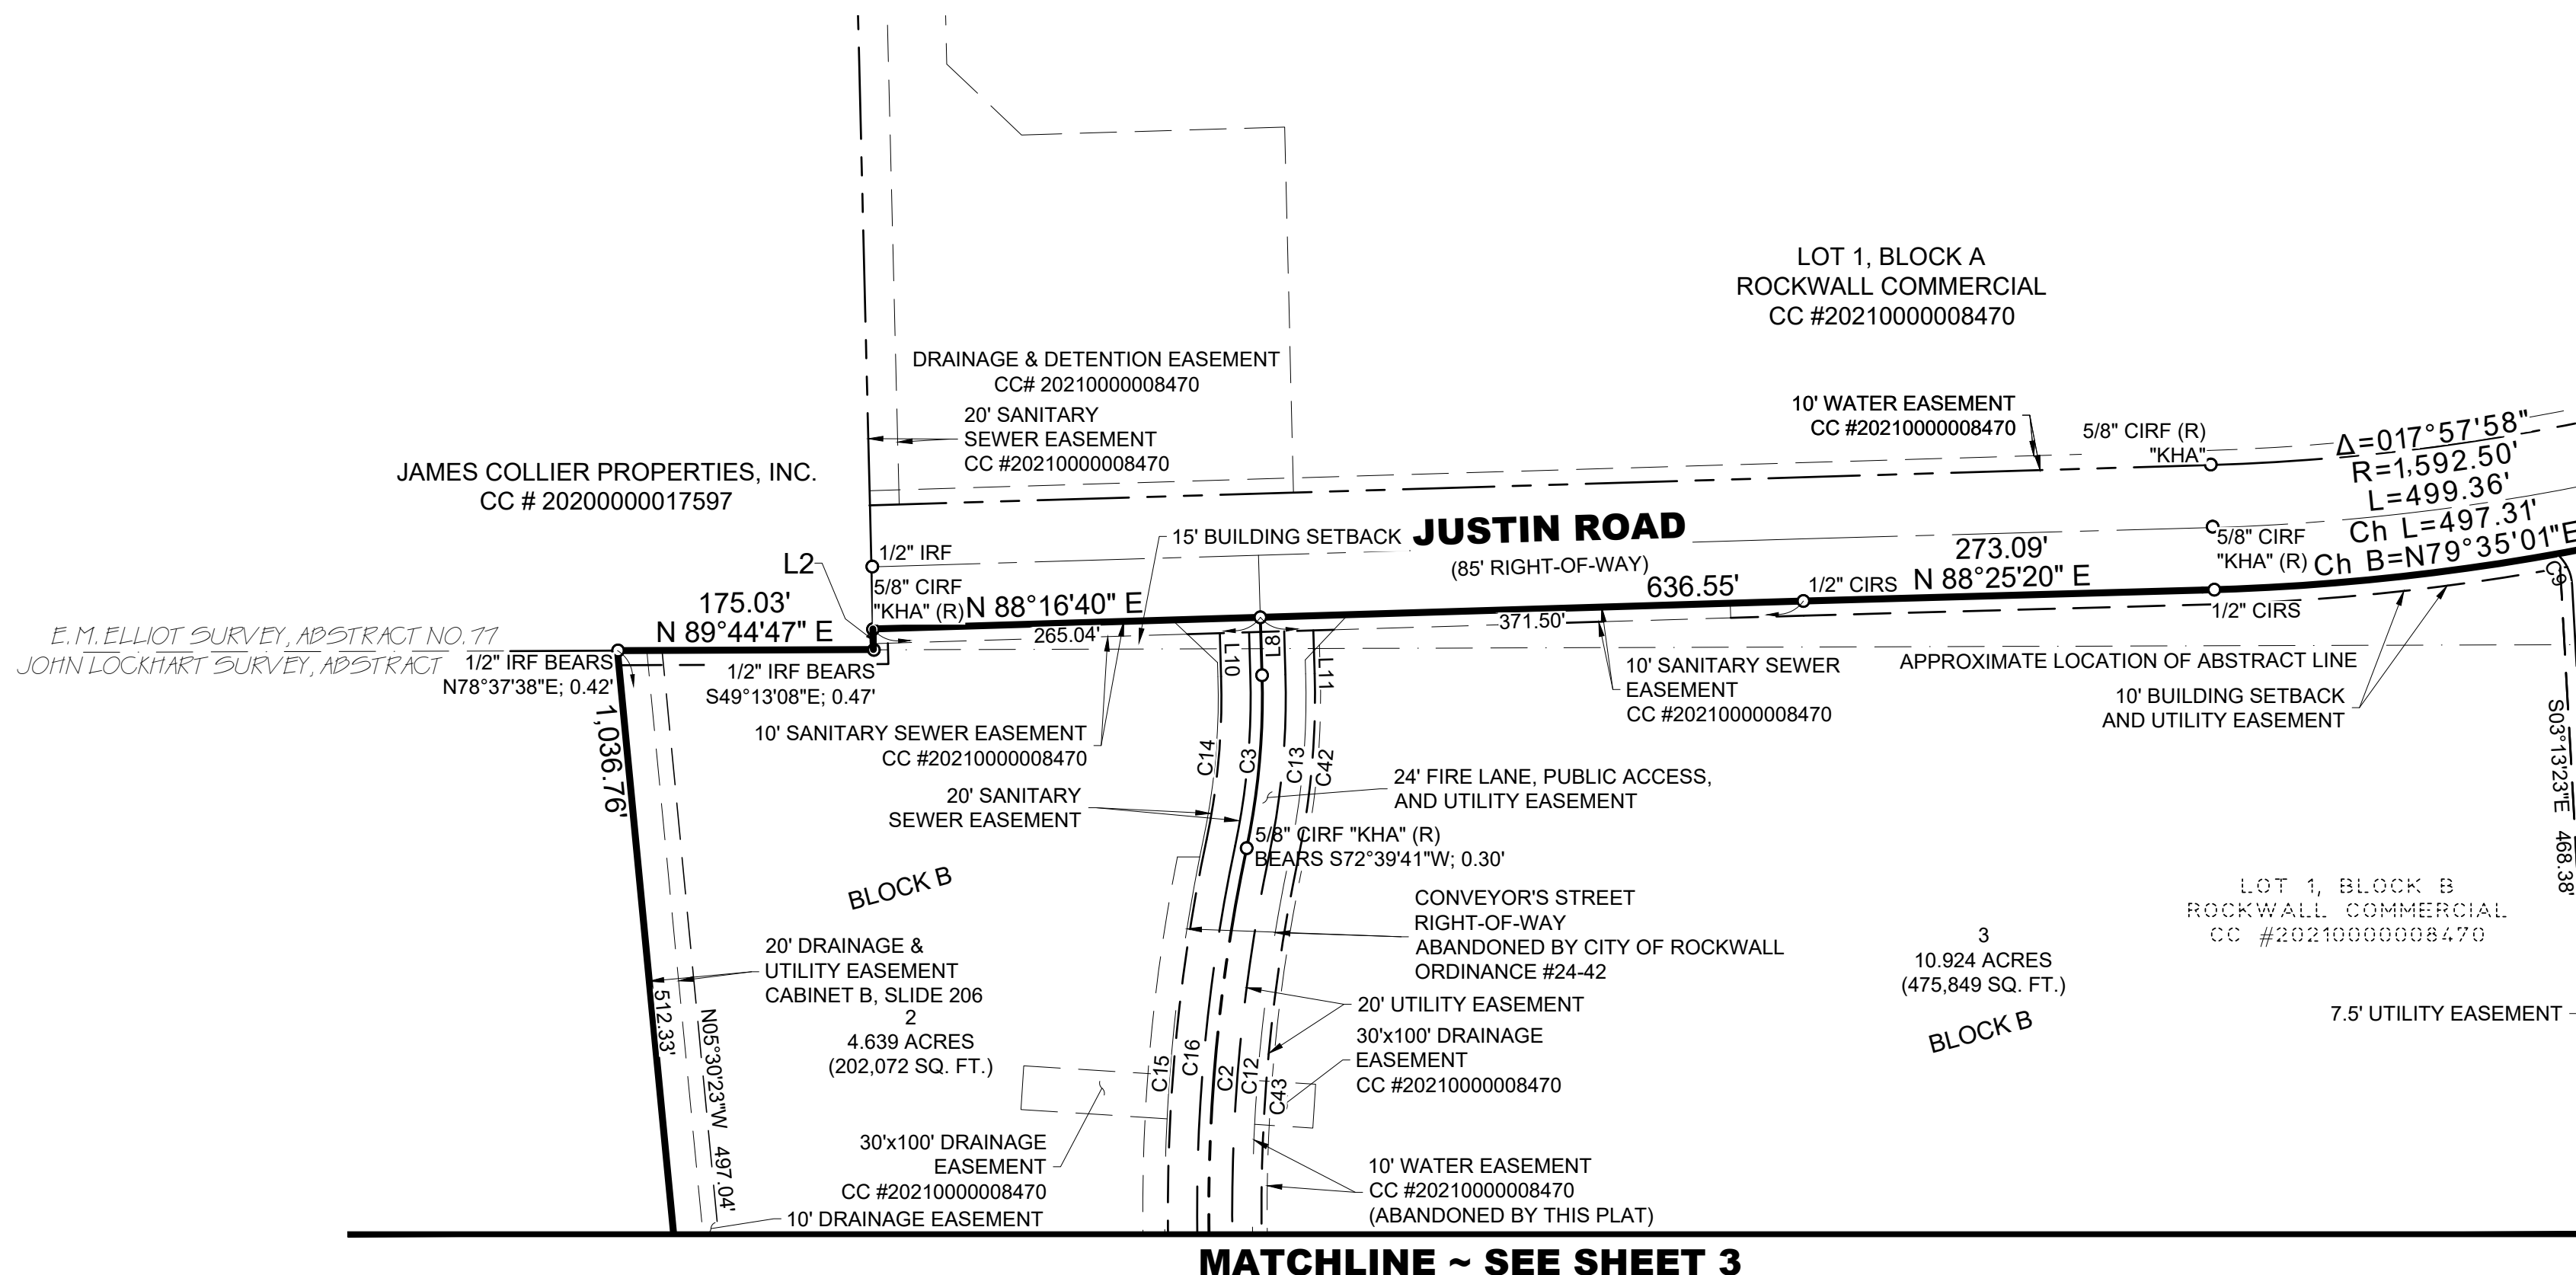 LOT 1, BLOCK A
ROCKWALL COMMERCIAL
CC #20210000008470
DRAINAGE & DETENTION EASEMENT
CC# 20210000008470
20' SANITARY
SEWER EASEMENT
CC #20210000008470
10' WATER EASEMENT
CC #20210000008470
5/8" CIRF (R)
"KHA"
Δ=017°57'58"
R=1,592.50'
L=499.36'
Ch L=497.31'
Ch B=N79°35'01"E
JAMES COLLIER PROPERTIES, INC.
CC # 20200000017597
15' BUILDING SETBACK
JUSTIN ROAD
(85' RIGHT-OF-WAY)
1/2" IRF
L2
5/8" CIRF
"KHA" (R)
5/8" CIRF
"KHA" (R)
175.03'
N 89°44'47" E
N 88°16'40" E
636.55'
265.04'
371.50'
1/2" CIRS
273.09'
N 88°25'20" E
1/2" CIRS
C9
E. M. ELLIOT SURVEY, ABSTRACT NO. 77
JOHN LOCKHART SURVEY, ABSTRACT
1/2" IRF BEARS
N78°37'38"E; 0.42'
1/2" IRF BEARS
S49°13'08"E; 0.47'
L10
L8
L11
10' SANITARY SEWER
EASEMENT
CC #20210000008470
APPROXIMATE LOCATION OF ABSTRACT LINE
10' BUILDING SETBACK
AND UTILITY EASEMENT
1,036.76'
10' SANITARY SEWER EASEMENT
CC #20210000008470
C14
C3
C13
C42
S03°13'23"E 468.38'
20' SANITARY
SEWER EASEMENT
24' FIRE LANE, PUBLIC ACCESS,
AND UTILITY EASEMENT
5/8" CIRF "KHA" (R)
BEARS S72°39'41"W; 0.30'
BLOCK B
CONVEYOR'S STREET
RIGHT-OF-WAY
ABANDONED BY CITY OF ROCKWALL
ORDINANCE #24-42
LOT 1, BLOCK B
ROCKWALL COMMERCIAL
CC #20210000008470
3
10.924 ACRES
(475,849 SQ. FT.)
BLOCK B
7.5' UTILITY EASEMENT
20' DRAINAGE &
UTILITY EASEMENT
CABINET B, SLIDE 206
2
4.639 ACRES
(202,072 SQ. FT.)
512.33'
N05°30'23"W 497.04'
20' UTILITY EASEMENT
30'x100' DRAINAGE
EASEMENT
CC #20210000008470
C15
C16
C2
C12
C43
30'x100' DRAINAGE
EASEMENT
CC #20210000008470
10' DRAINAGE EASEMENT
10' WATER EASEMENT
CC #20210000008470
(ABANDONED BY THIS PLAT)
MATCHLINE ~ SEE SHEET 3